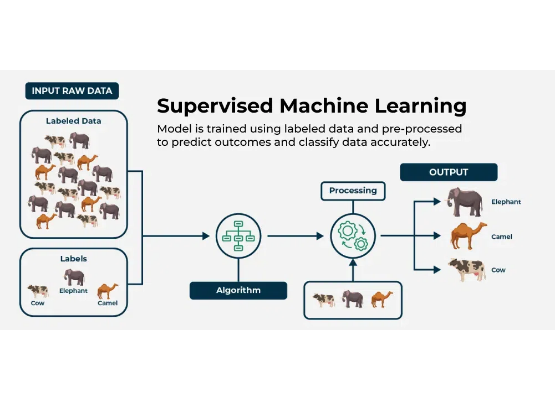 INPUT RAW DATA
Labeled Data
Labels
Cow
Elephant
Camel
Supervised Machine Learning
Model is trained using labeled data and pre-processed
to predict outcomes and classify data accurately.
Algorithm
Processing
OUTPUT
Elephant
Camel
Cow